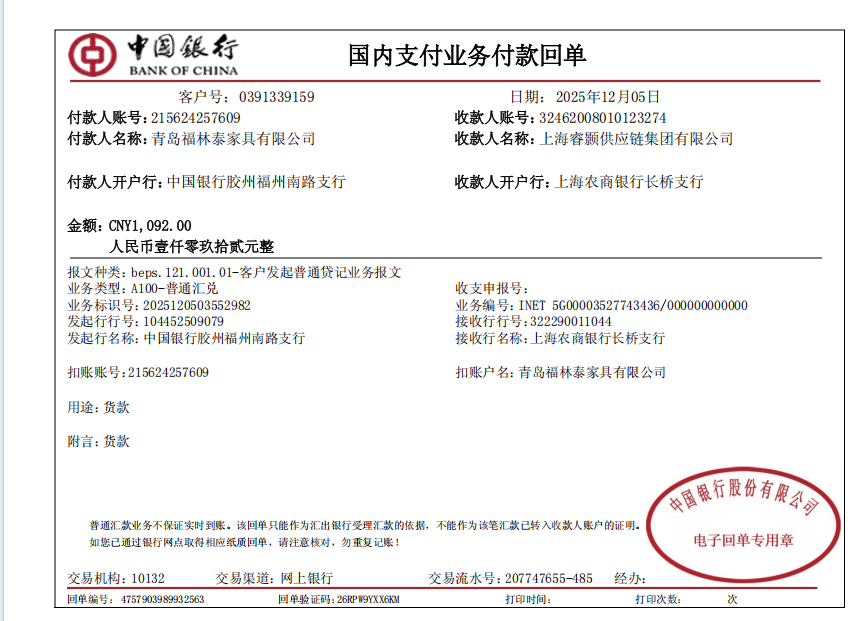 中国银行
BANK OF CHINA
国内支付业务付款回单
客户号：0391339159 日期：2025年12月05日
付款人账号：215624257609 收款人账号：32462008010123274
付款人名称：青岛福林泰家具有限公司 收款人名称：上海睿颢供应链集团有限公司
付款人开户行：中国银行胶州福州南路支行 收款人开户行：上海农商银行长桥支行
金额：CNY1,092.00
人民币壹仟零玖拾贰元整
报文种类：beps.121.001.01-客户发起普通贷记业务报文
业务类型：A100-普通汇兑 收支申报号：
业务标识号：2025120503552982 业务编号：INET 5G00003527743436/000000000000
发起行行号：104452509079 接收行行号：322290011044
发起行名称：中国银行胶州福州南路支行 接收行名称：上海农商银行长桥支行
扣账账号：215624257609 扣账户名：青岛福林泰家具有限公司
用途：货款
附言：货款
中国银行股份有限公司
电子回单专用章
普通汇款业务不保证实时到账。该回单只能作为汇出银行受理汇款的依据，不能作为该笔汇款已转入收款人账户的证明。
如您已通过银行网点取得相应纸质回单，请注意核对，勿重复记账！
交易机构：10132 交易渠道：网上银行 交易流水号：207747655-485 经办：
回单编号：4757903989932563 回单验证码：26RPW9YXX6KM 打印时间： 打印次数： 次